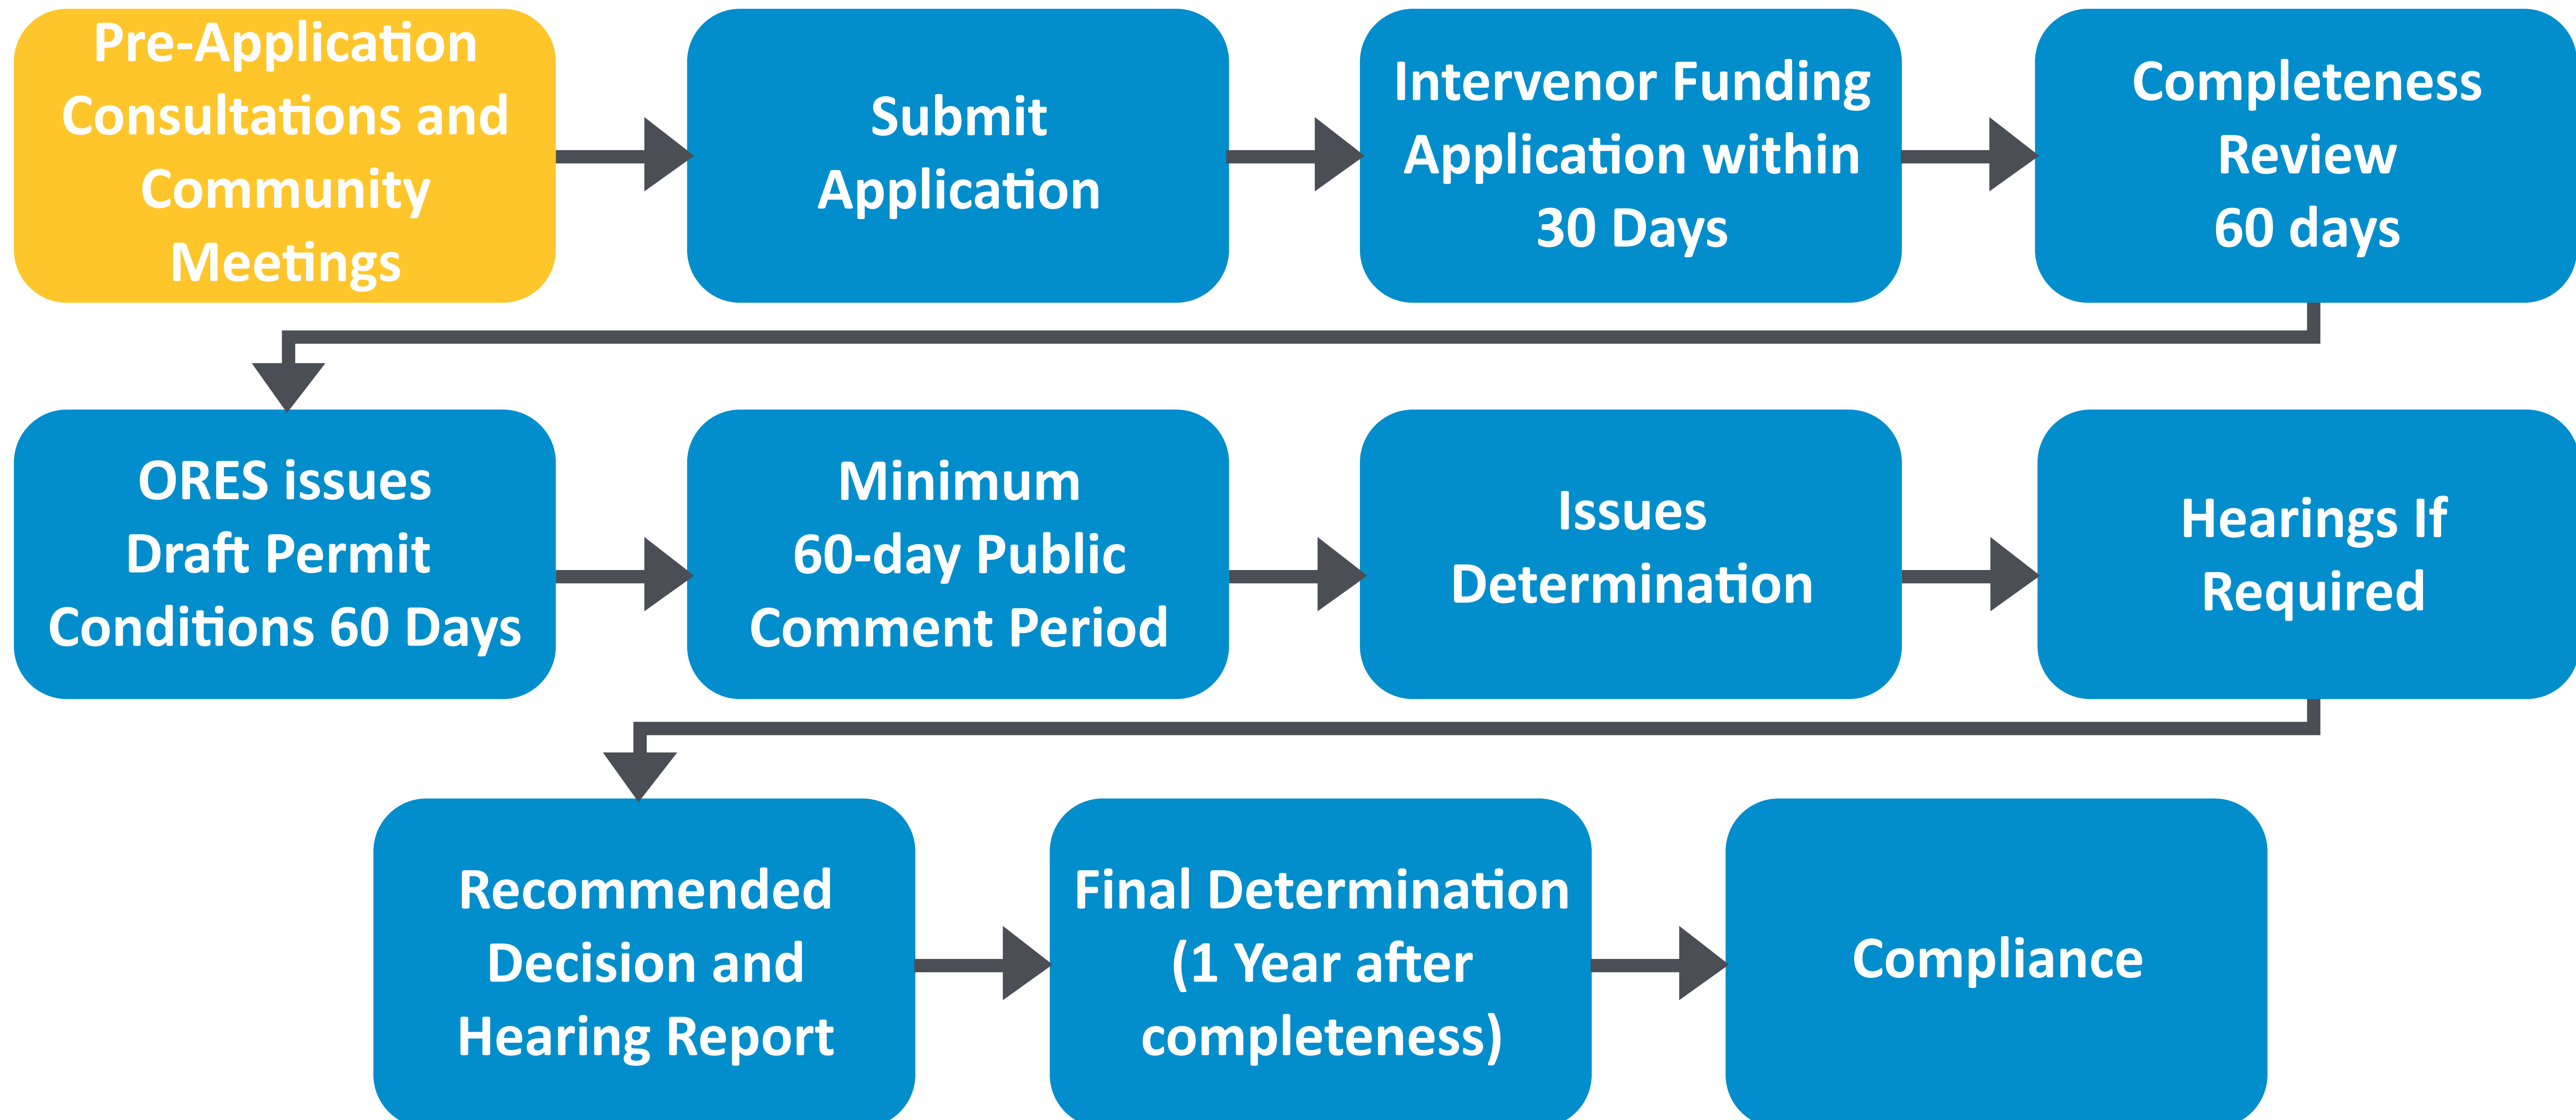 Pre-Application
Consultations and
Community
Meetings
Submit
Application
Intervenor Funding
Application within
30 Days
Completeness
Review
60 days
ORES issues
Draft Permit
Conditions 60 Days
Minimum
60-day Public
Comment Period
Issues
Determination
Hearings If
Required
Recommended
Decision and
Hearing Report
Final Determination
(1 Year after
completeness)
Compliance